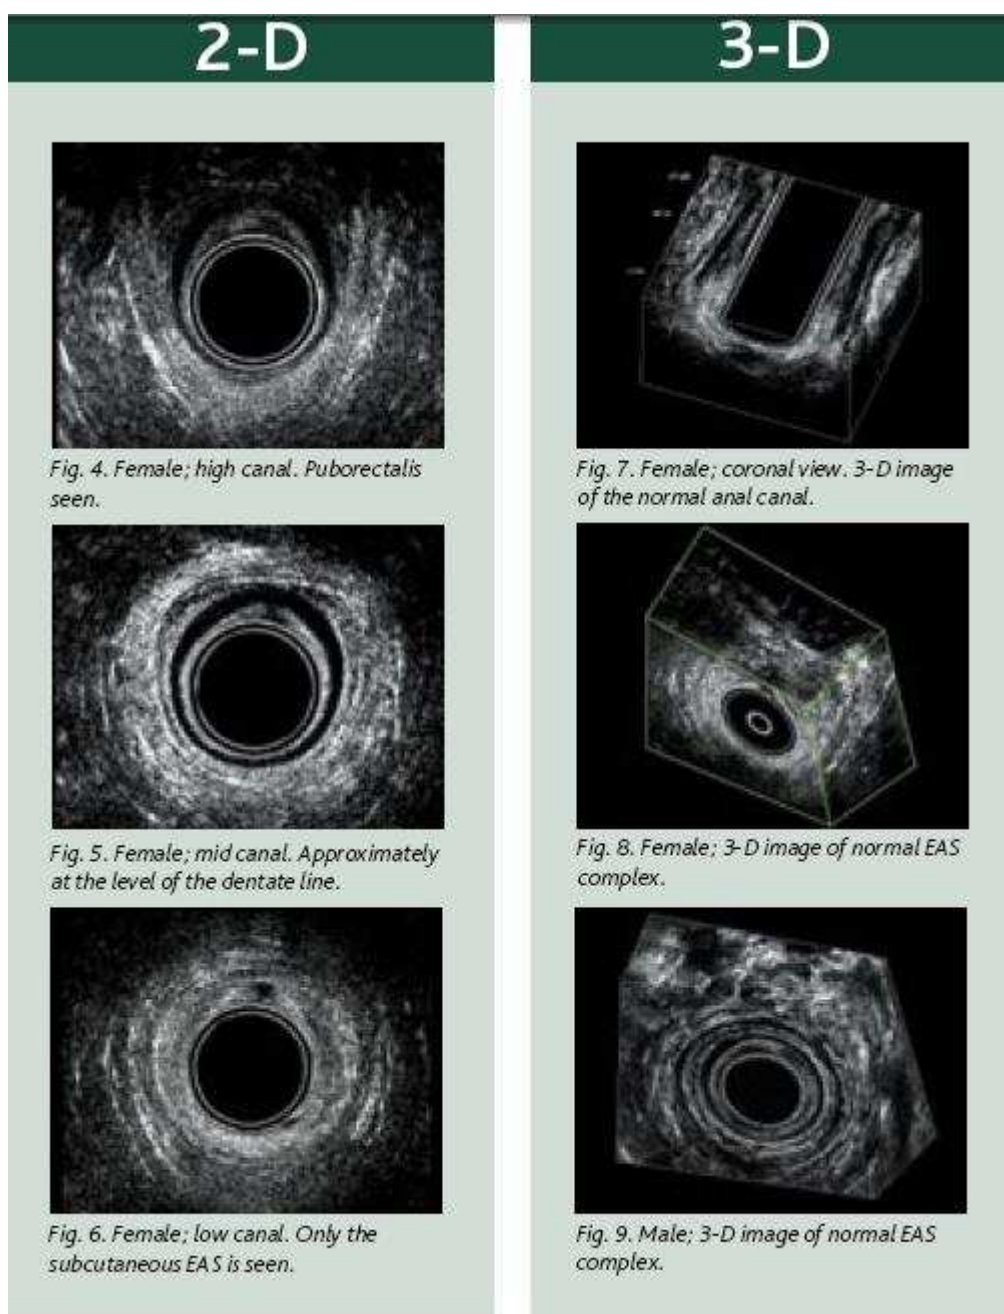 2-D
Fig. 4. Female; high canal. Puborectalis
seen.
Fig. 5. Female; mid canal. Approximately
at the level of the dentate line.
Fig. 6. Female; low canal. Only the
subcutaneous EAS is seen.
3-D
Fig. 7. Female; coronal view. 3-D image
of the normal anal canal.
Fig. 8. Female; 3-D image of normal EAS
complex.
Fig. 9. Male; 3-D image of normal EAS
complex.